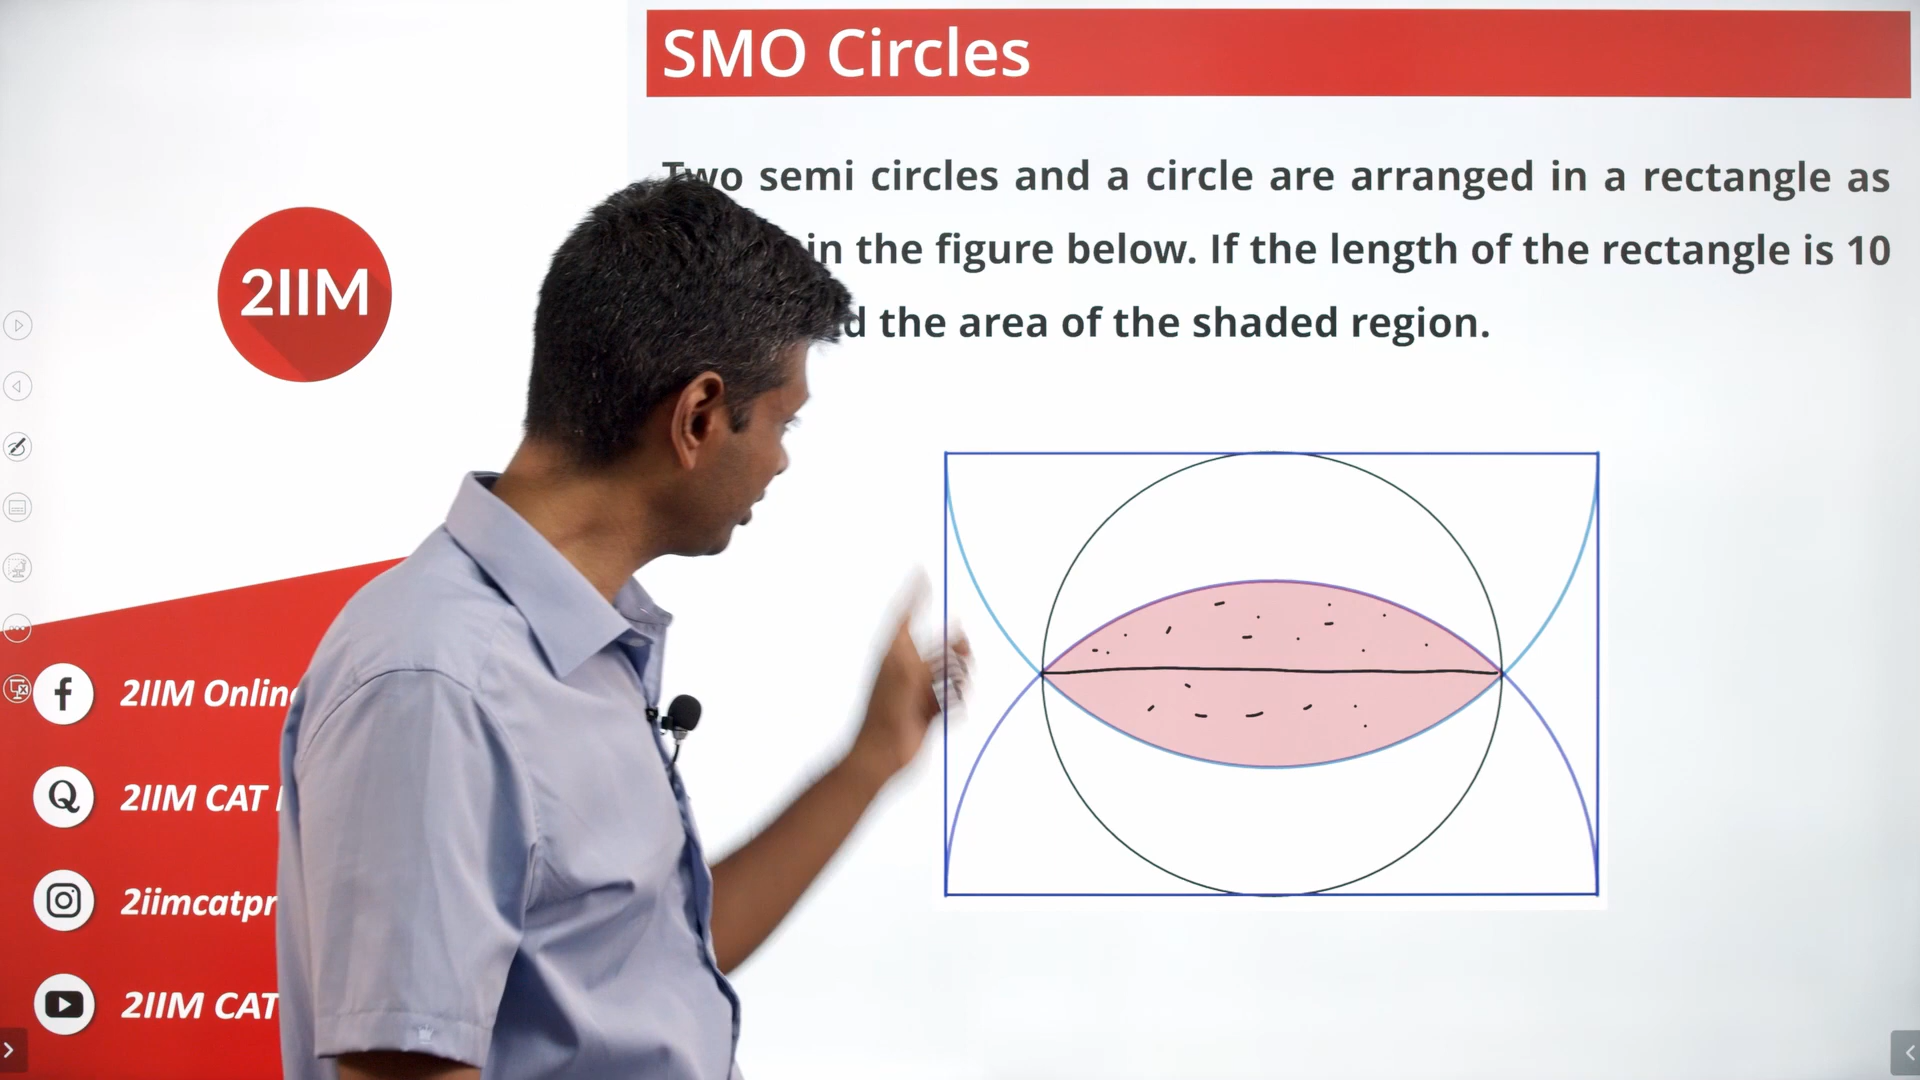 SMO Circles
Two semi circles and a circle are arranged in a rectangle as
in the figure below. If the length of the rectangle is 10
the area of the shaded region.
2IIM
2IIM
2IIM CAT
2iimcatpr
2IIM CAT